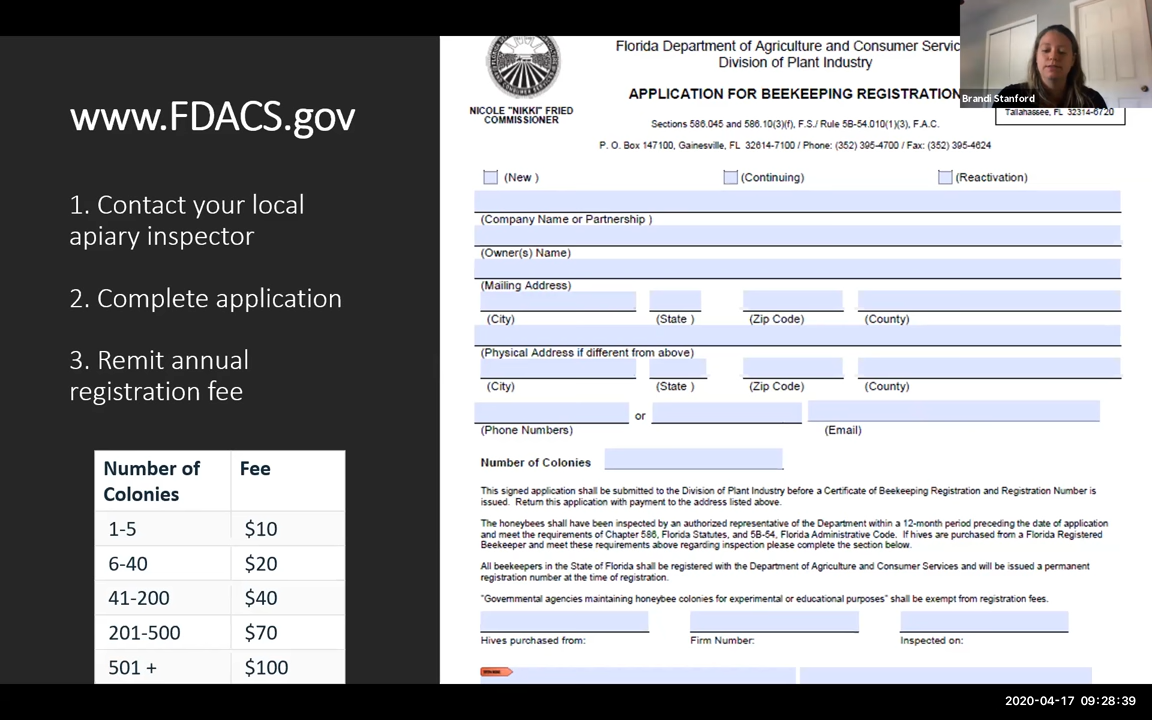 www.FDACS.gov
1. Contact your local
apiary inspector
2. Complete application
3. Remit annual
registration fee
Number of Colonies Fee
1-5 $10
6-40 $20
41-200 $40
201-500 $70
501 + $100
Florida Department of Agriculture and Consumer Servic
Division of Plant Industry
NICOLE "NIKKI" FRIED
COMMISSIONER
APPLICATION FOR BEEKEEPING REGISTRATION
Brandi Stanford
Tallahassee, FL 32314-6720
Sections 586.045 and 586.10(3)(f), F.S./ Rule 5B-54.010(1)(3), F.A.C.
P. O. Box 147100, Gainesville, FL 32614-7100 / Phone: (352) 395-4700 / Fax: (352) 395-4624
(New ) (Continuing) (Reactivation)
(Company Name or Partnership )
(Owner(s) Name)
(Mailing Address)
(City) (State ) (Zip Code) (County)
(Physical Address if different from above)
(City) (State ) (Zip Code) (County)
or
(Phone Numbers) (Email)
Number of Colonies
This signed application shall be submitted to the Division of Plant Industry before a Certificate of Beekeeping Registration and Registration Number is
issued. Return this application with payment to the address listed above.
The honeybees shall have been inspected by an authorized representative of the Department within a 12-month period preceding the date of application
and meet the requirements of Chapter 586, Florida Statutes, and 5B-54, Florida Administrative Code. If hives are purchased from a Florida Registered
Beekeeper and meet these requirements above regarding inspection please complete the section below.
All beekeepers in the State of Florida shall be registered with the Department of Agriculture and Consumer Services and will be issued a permanent
registration number at the time of registration.
"Governmental agencies maintaining honeybee colonies for experimental or educational purposes" shall be exempt from registration fees.
Hives purchased from: Firm Number: Inspected on:
2020-04-17 09:28:39